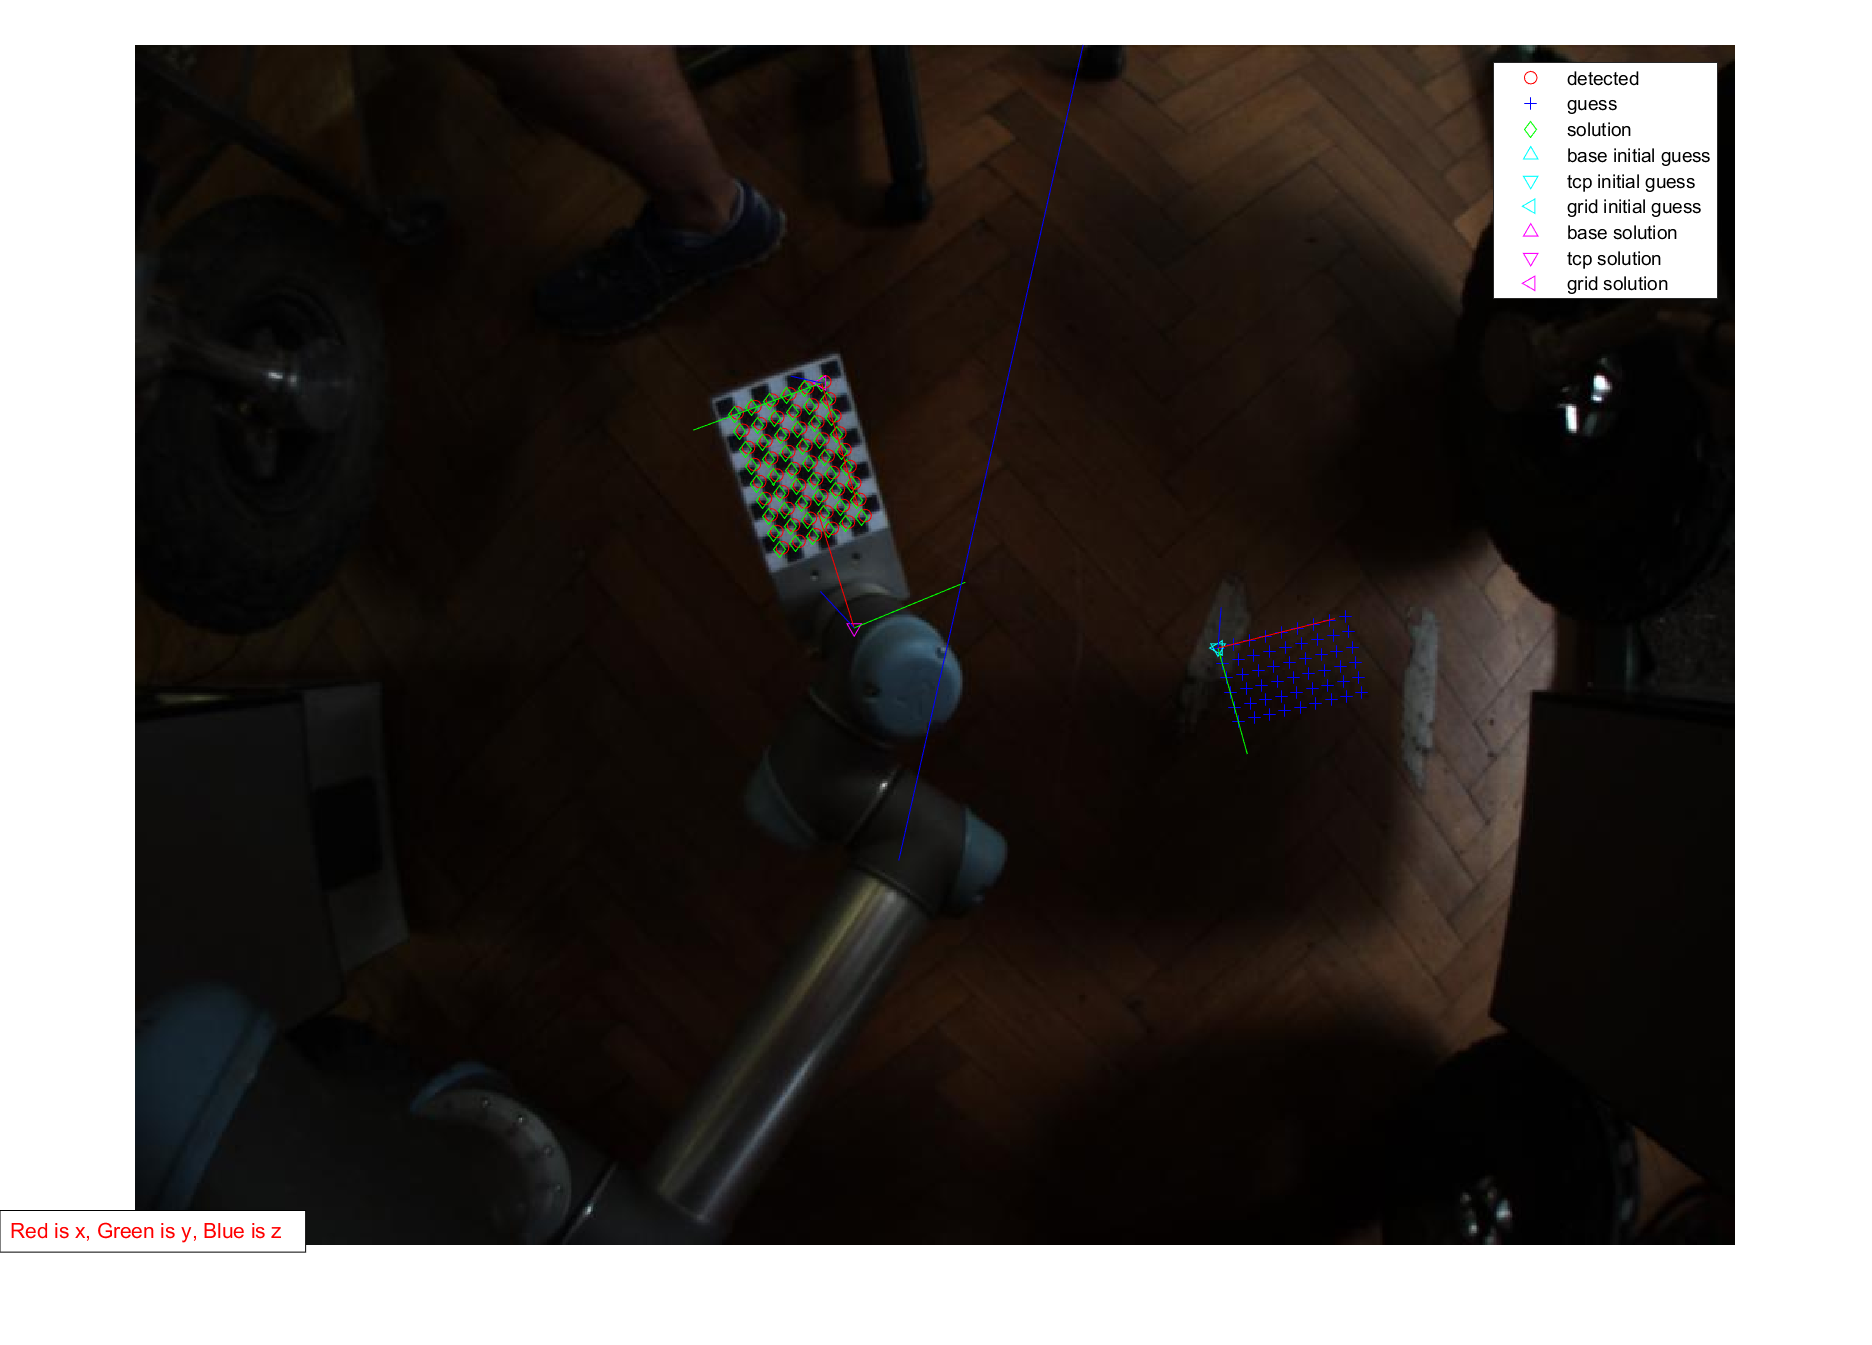 detected
guess
solution
base initial guess
tcp initial guess
grid initial guess
base solution
tcp solution
grid solution
Red is x, Green is y, Blue is z